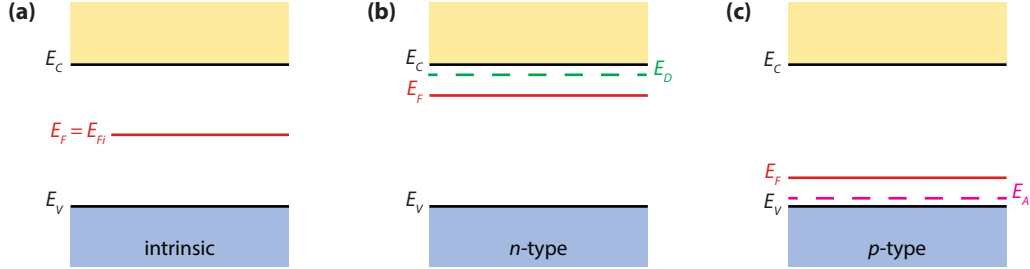 (a)
E_C
E_F = E_Fi
E_V
intrinsic
(b)
E_C
E_D
E_F
E_V
n-type
(c)
E_C
E_F
E_V
E_A
p-type